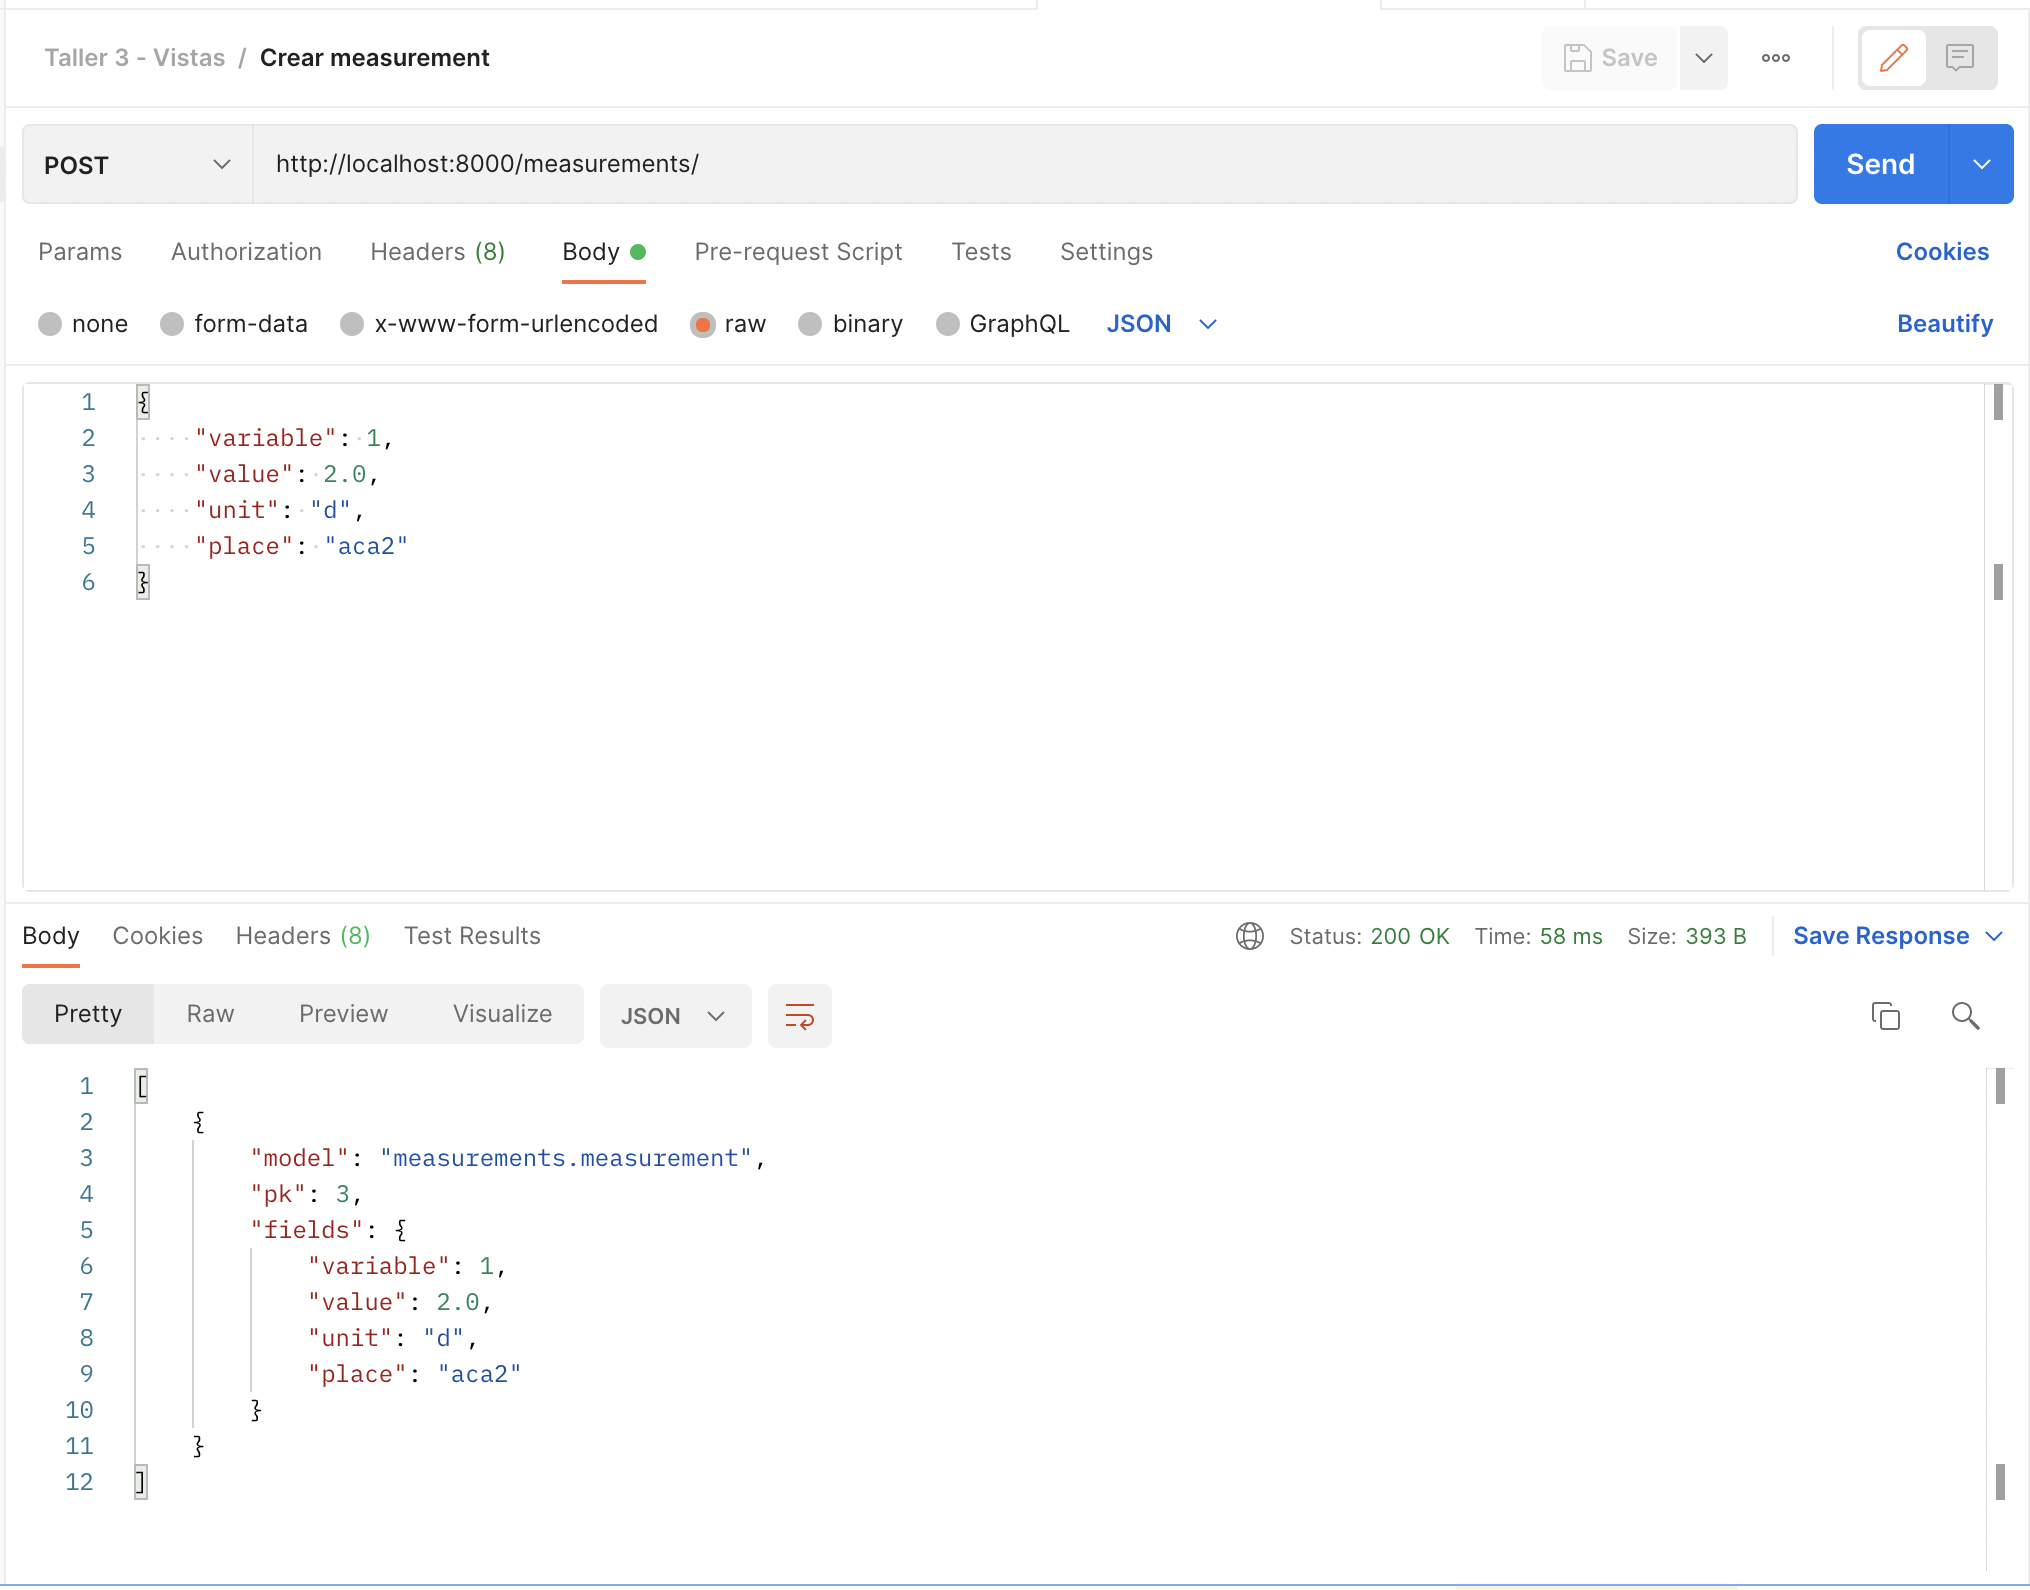 Taller 3 - Vistas / Crear measurement
Save
POST http://localhost:8000/measurements/ Send
Params Authorization Headers (8) Body Pre-request Script Tests Settings Cookies
none form-data x-www-form-urlencoded raw binary GraphQL JSON Beautify
1 {
2 "variable": 1,
3 "value": 2.0,
4 "unit": "d",
5 "place": "aca2"
6 }
Body Cookies Headers (8) Test Results Status: 200 OK Time: 58 ms Size: 393 B Save Response
Pretty Raw Preview Visualize JSON
1 [
2 {
3 "model": "measurements.measurement",
4 "pk": 3,
5 "fields": {
6 "variable": 1,
7 "value": 2.0,
8 "unit": "d",
9 "place": "aca2"
10 }
11 }
12 ]